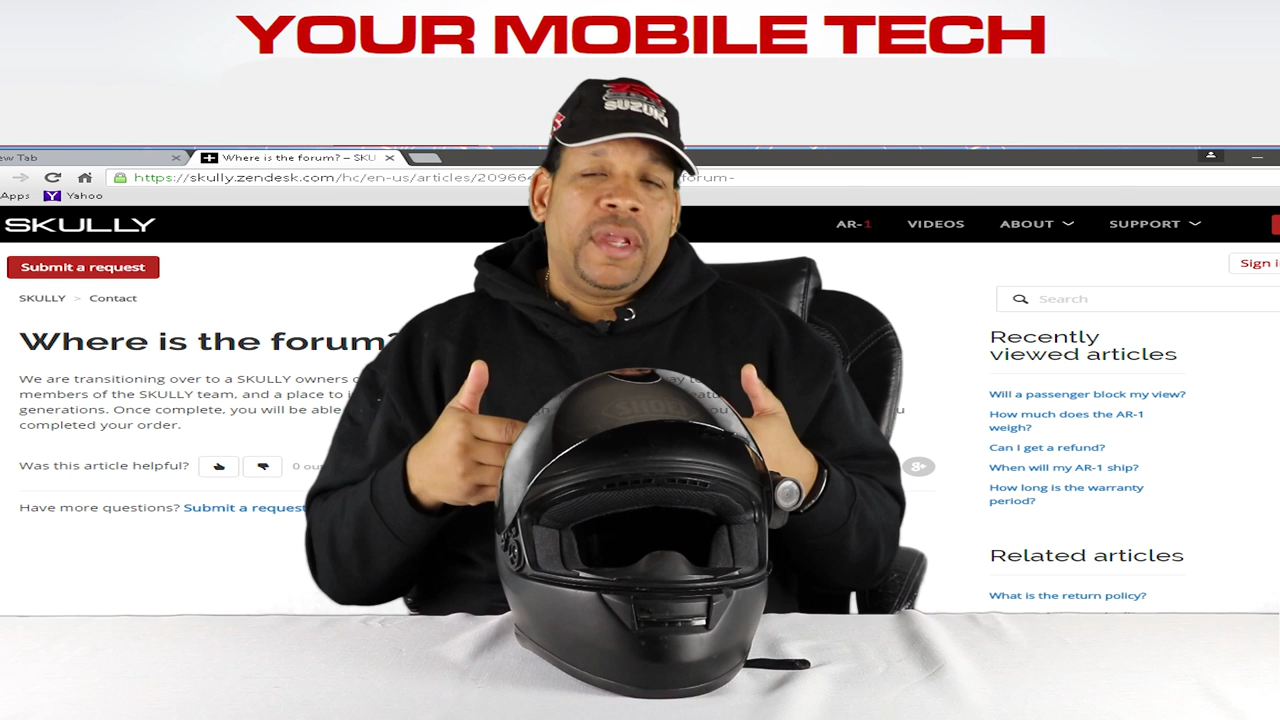 YOUR MOBILE TECH
SUZUKI
ew Tab
Where is the forum? – SKU
https://skully.zendesk.com/hc/en-us/articles/20966
forum-
Apps
Yahoo
SKULLY
AR-1 VIDEOS ABOUT SUPPORT
Submit a request
Sign i
SKULLY > Contact
Search
Where is the forum?
We are transitioning over to a SKULLY owners
members of the SKULLY team, and a place to
generations. Once complete, you will be able
completed your order.
Was this article helpful?
0 ou
g+
Have more questions? Submit a request
SHOEI
Recently
viewed articles
Will a passenger block my view?
How much does the AR-1
weigh?
Can I get a refund?
When will my AR-1 ship?
How long is the warranty
period?
Related articles
What is the return policy?